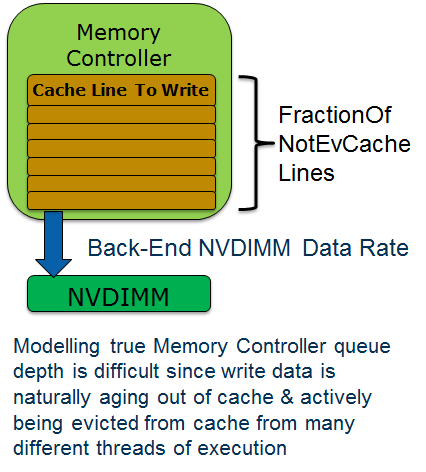 Memory
Controller
Cache Line To Write
FractionOf
NotEvCache
Lines
Back-End NVDIMM Data Rate
NVDIMM
Modelling true Memory Controller queue
depth is difficult since write data is
naturally aging out of cache & actively
being evicted from cache from many
different threads of execution